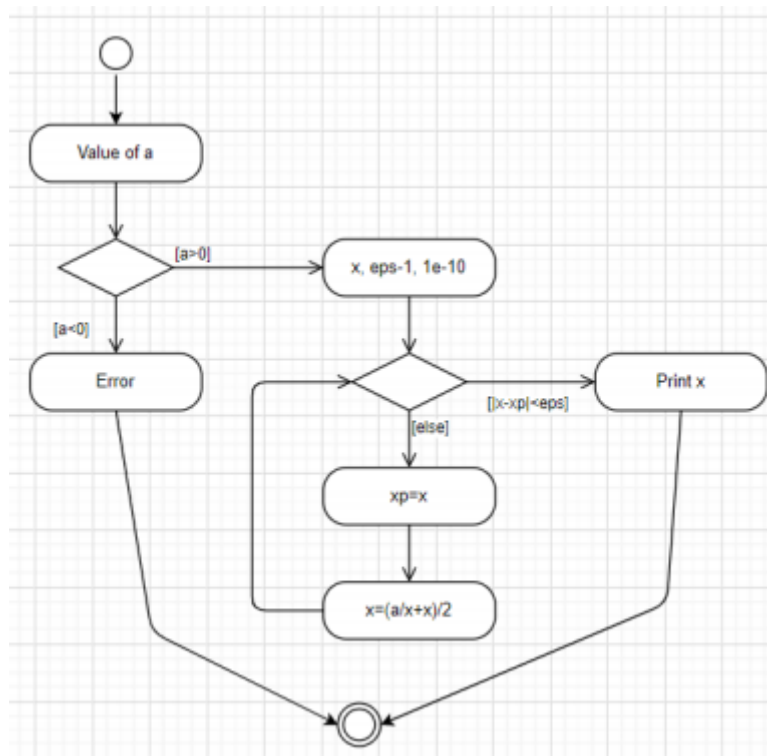 Value of a
[a>0]
x, eps-1, 1e-10
[a<0]
Error
Print x
[|x-xp|<eps]
[else]
xp=x
x=(a/x+x)/2